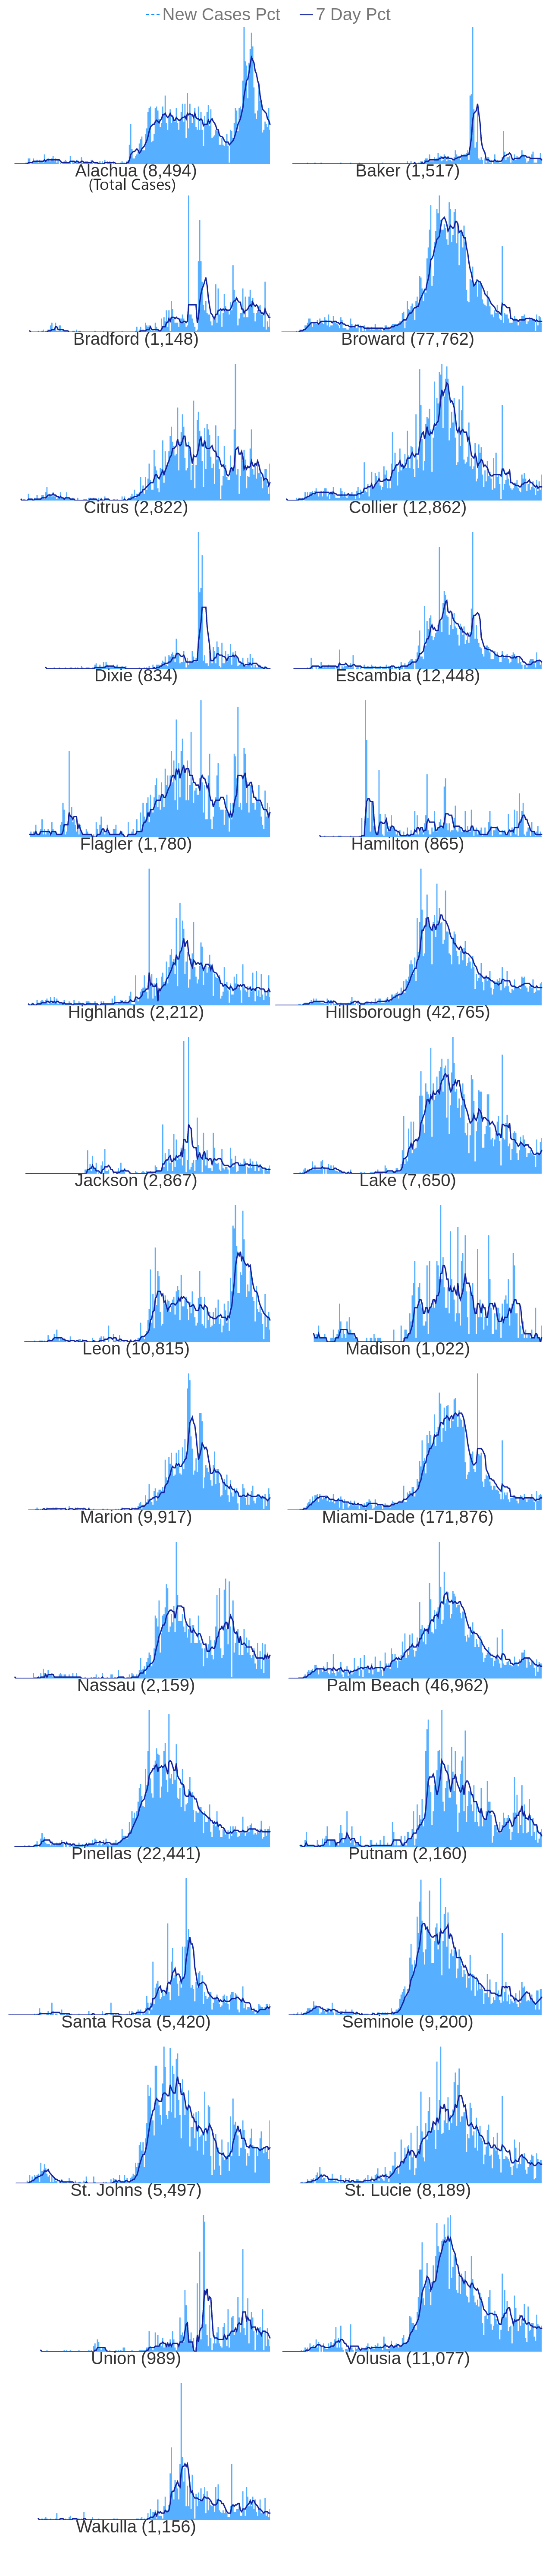 New Cases Pct 7 Day Pct
Alachua (8,494) Baker (1,517)
(Total Cases)
Bradford (1,148) Broward (77,762)
Citrus (2,822) Collier (12,862)
Dixie (834) Escambia (12,448)
Flagler (1,780) Hamilton (865)
Highlands (2,212) Hillsborough (42,765)
Jackson (2,867) Lake (7,650)
Leon (10,815) Madison (1,022)
Marion (9,917) Miami-Dade (171,876)
Nassau (2,159) Palm Beach (46,962)
Pinellas (22,441) Putnam (2,160)
Santa Rosa (5,420) Seminole (9,200)
St. Johns (5,497) St. Lucie (8,189)
Union (989) Volusia (11,077)
Wakulla (1,156)